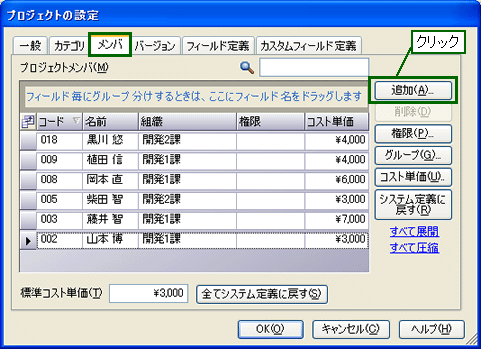 プロジェクトの設定
クリック
一般 カテゴリ メンバ バージョン フィールド定義 カスタムフィールド定義
プロジェクトメンバ(M)
追加(A)...
フィールド毎にグループ分けするときは、ここにフィールド名をドラッグします
削除(D)
コード 名前 組織 権限 コスト単価
018 黒川 悠 開発2課 ¥4,000
権限(P)...
009 植田 信 開発1課 ¥4,000
グループ(G)...
008 岡本 直 開発1課 ¥6,000
コスト単価(U)...
005 柴田 智 開発2課 ¥3,000
システム定義に
戻す(R)
003 藤井 智 開発1課 ¥7,000
すべて展開
002 山本 博 開発1課 ¥3,000
すべて圧縮
標準コスト単価(T) ¥3,000 全てシステム定義に戻す(S)
OK(O) キャンセル(C) ヘルプ(H)